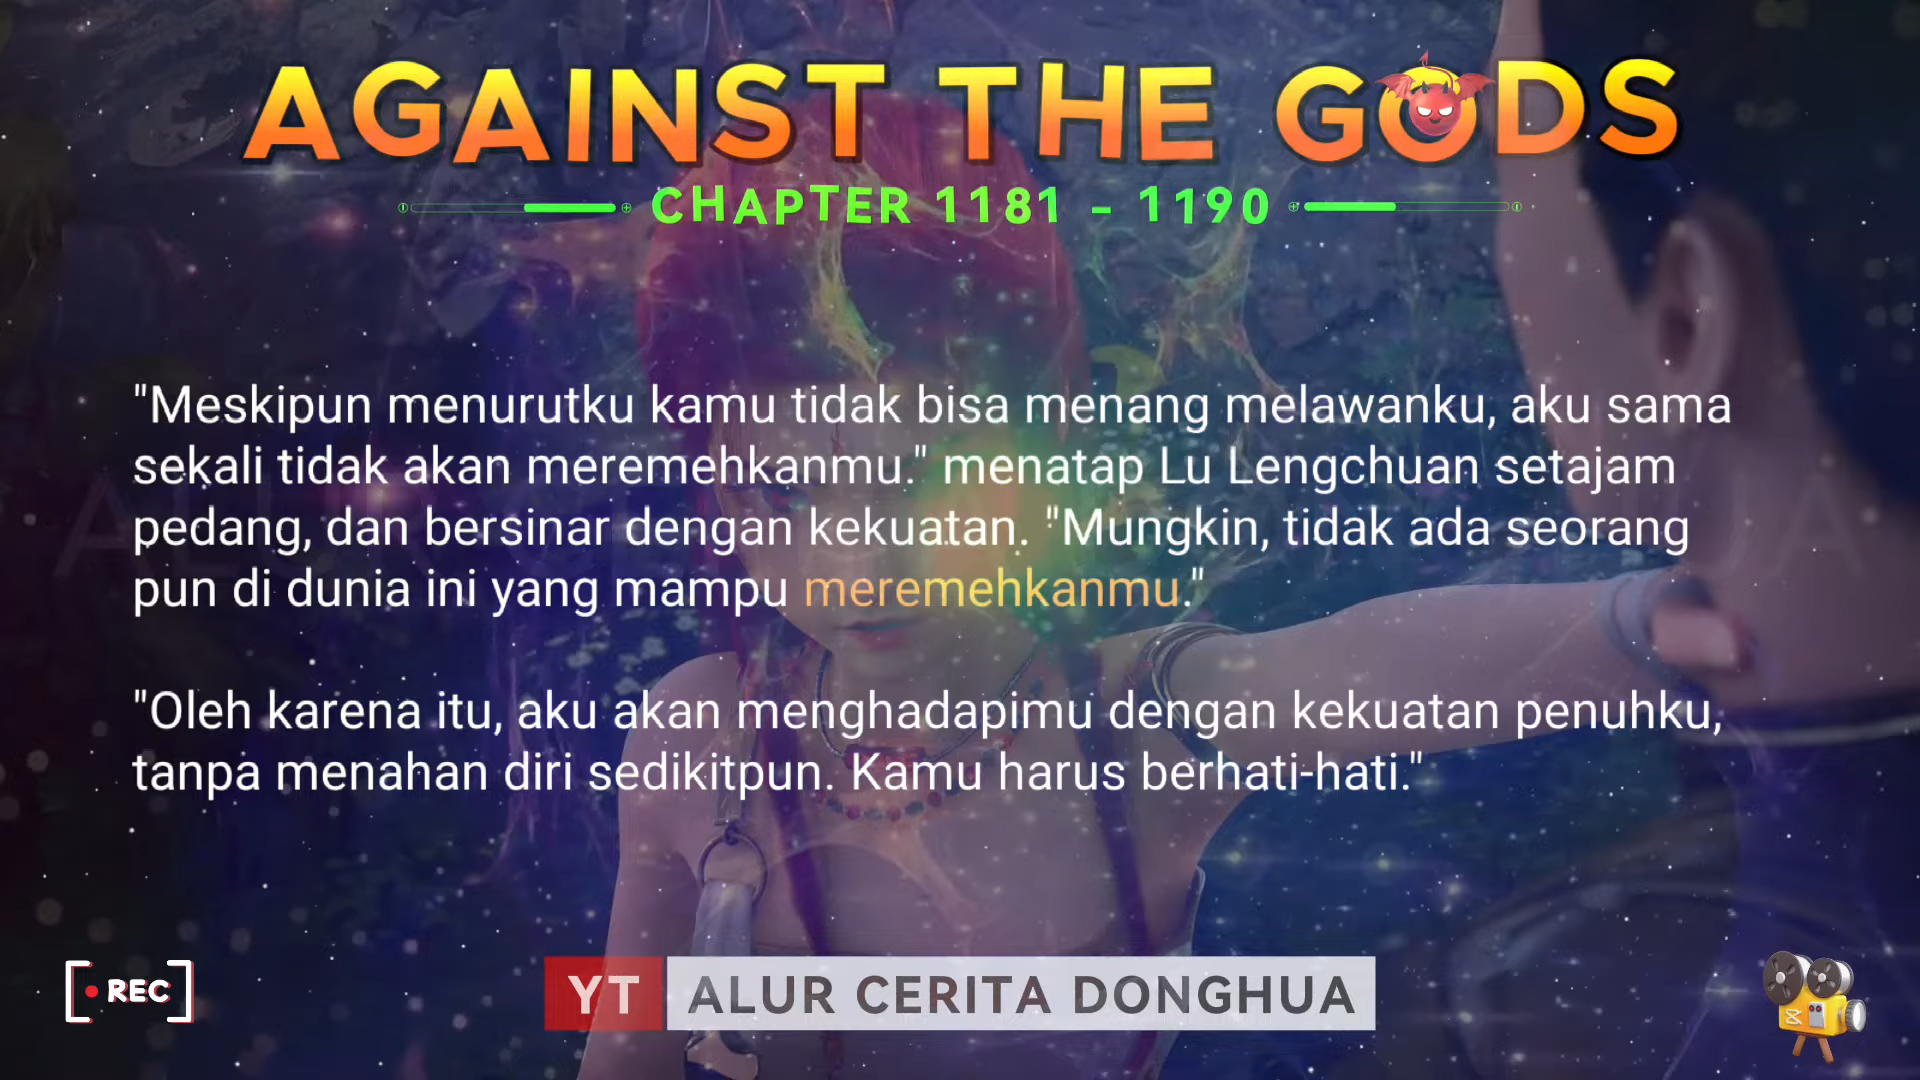 AGAINST THE GODS
CHAPTER 1181 - 1190
"Meskipun menurutku kamu tidak bisa menang melawanku, aku sama
sekali tidak akan meremehkanmu." menatap Lu Lengchuan setajam
pedang, dan bersinar dengan kekuatan. "Mungkin, tidak ada seorang
pun di dunia ini yang mampu meremehkanmu."
"Oleh karena itu, aku akan menghadapimu dengan kekuatan penuhku,
tanpa menahan diri sedikitpun. Kamu harus berhati-hati."
REC
YT ALUR CERITA DONGHUA